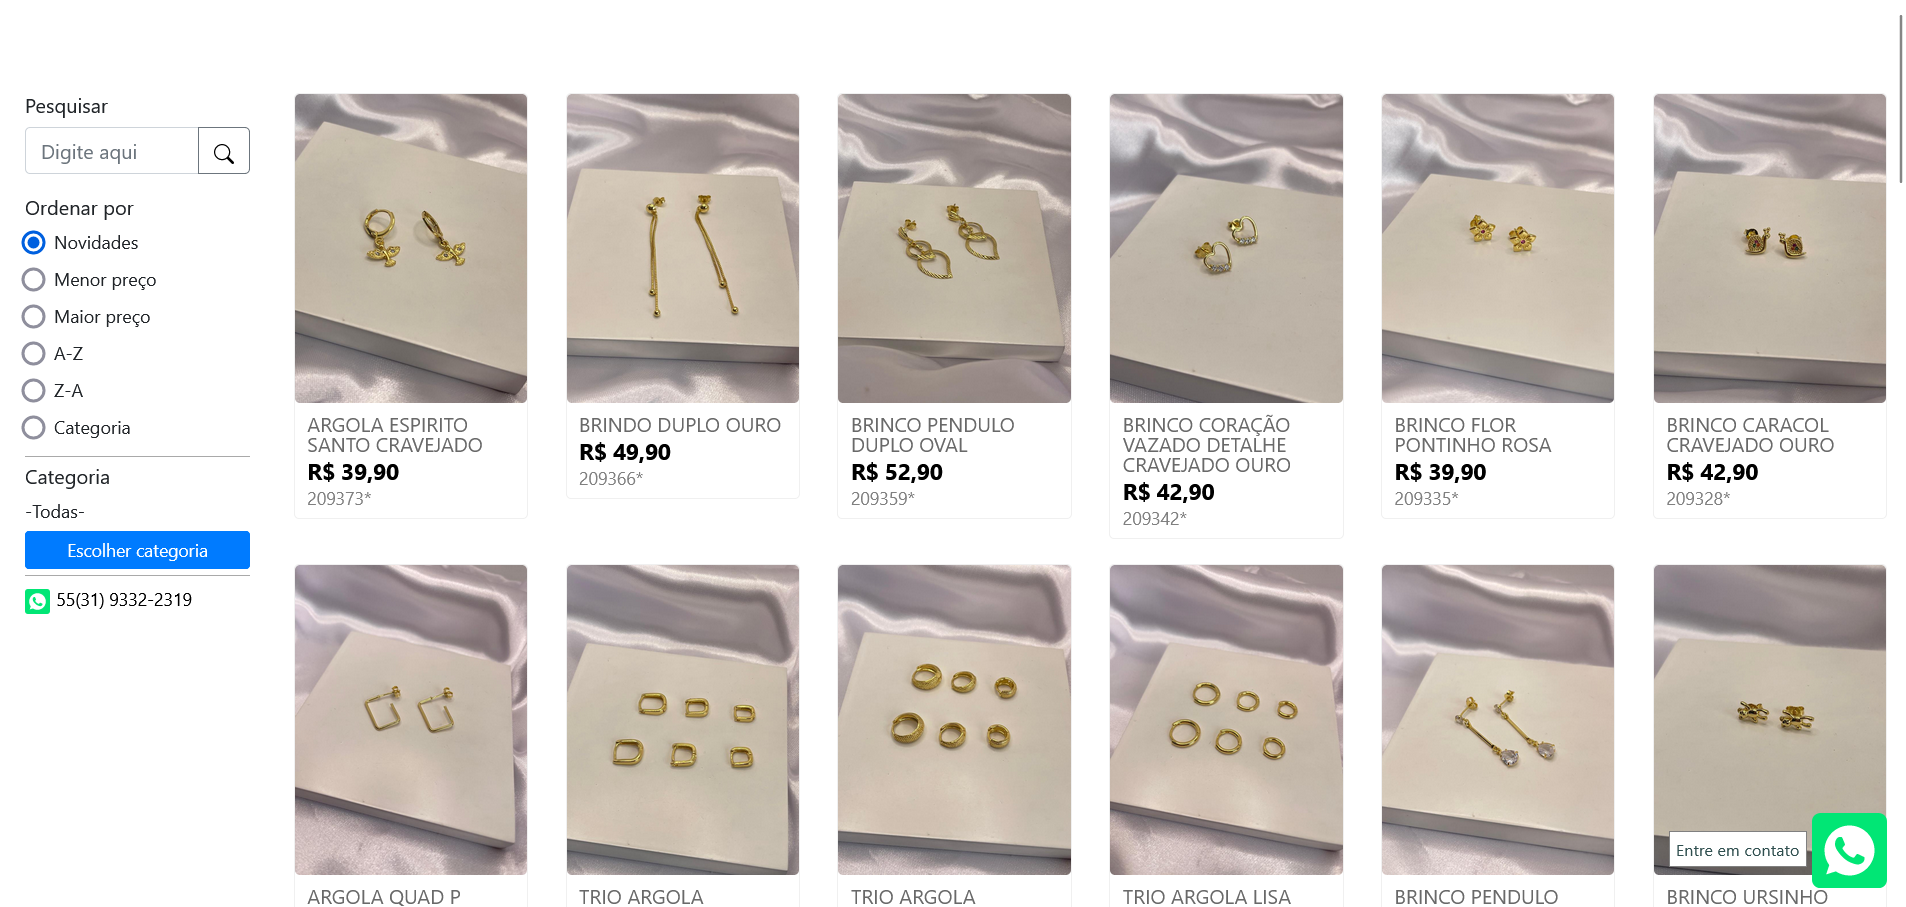 Pesquisar
Digite aqui
Ordenar por
Novidades
Menor preço
Maior preço
A-Z
Z-A
Categoria
Categoria
-Todas-
Escolher categoria
55(31) 9332-2319
ARGOLA ESPIRITO
SANTO CRAVEJADO
R$ 39,90
209373*
BRINDO DUPLO OURO
R$ 49,90
209366*
BRINCO PENDULO
DUPLO OVAL
R$ 52,90
209359*
BRINCO CORAÇÃO
VAZADO DETALHE
CRAVEJADO OURO
R$ 42,90
209342*
BRINCO FLOR
PONTINHO ROSA
R$ 39,90
209335*
BRINCO CARACOL
CRAVEJADO OURO
R$ 42,90
209328*
ARGOLA QUAD P
TRIO ARGOLA
TRIO ARGOLA
TRIO ARGOLA LISA
BRINCO PENDULO
BRINCO URSINHO
Entre em contato